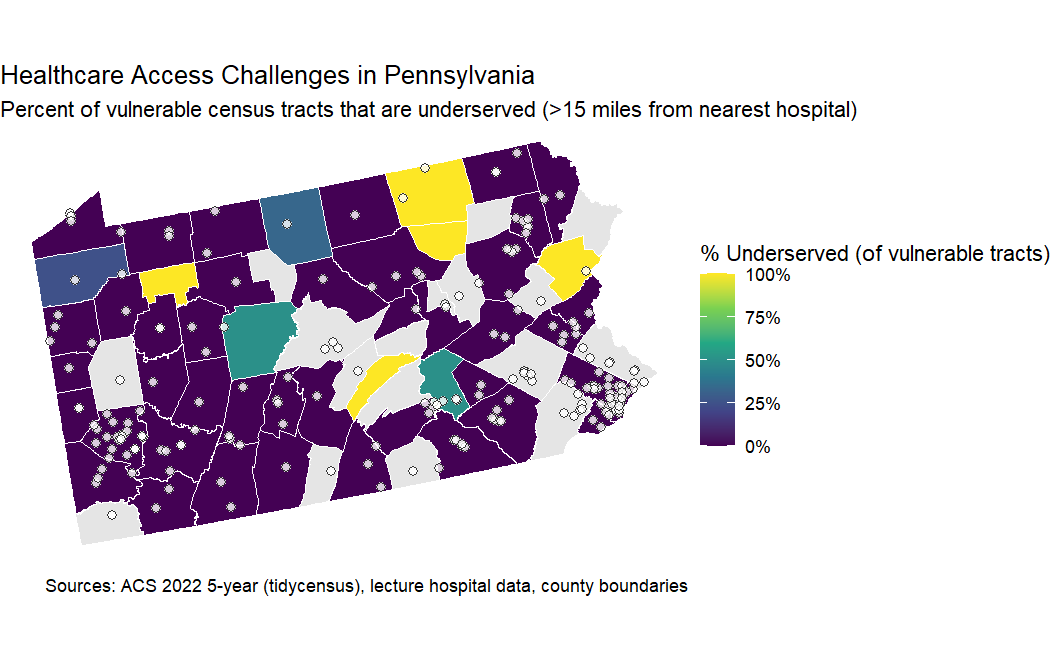 Healthcare Access Challenges in Pennsylvania
Percent of vulnerable census tracts that are underserved (>15 miles from nearest hospital)
% Underserved (of vulnerable tracts)
100%
75%
50%
25%
0%
Sources: ACS 2022 5-year (tidycensus), lecture hospital data, county boundaries